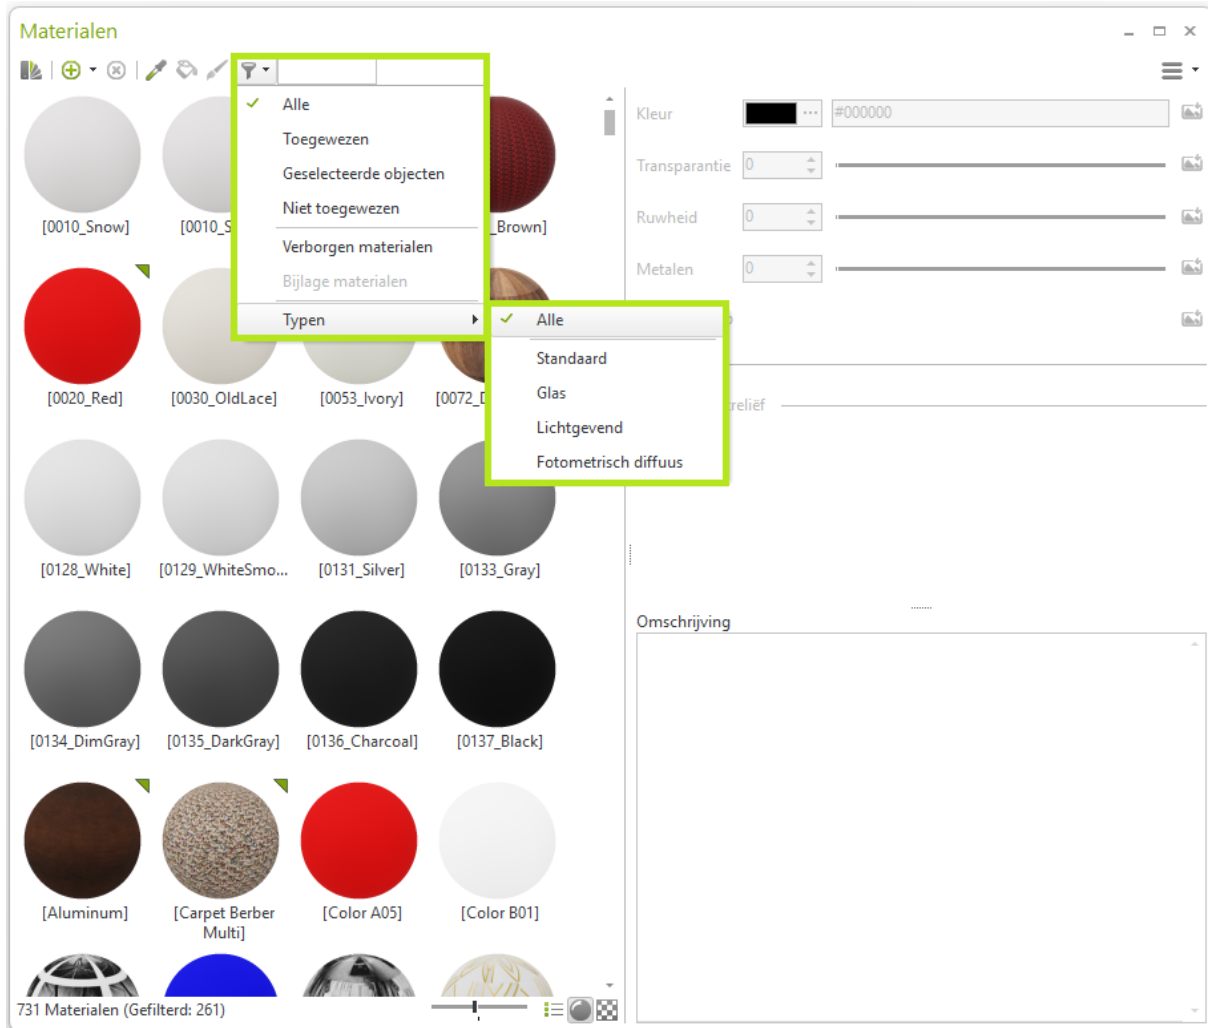 Materialen
Alle
Toegewezen
Geselecteerde objecten
Niet toegewezen
Verborgen materialen
Bijlage materialen
Typen
Alle
Standaard
Glas
Lichtgevend
Fotometrisch diffuus
[0010_Snow]
[0010_S
_Brown]
[0020_Red]
[0030_OldLace]
[0053_Ivory]
[0072_
[0128_White]
[0129_WhiteSmo...
[0131_Silver]
[0133_Gray]
[0134_DimGray]
[0135_DarkGray]
[0136_Charcoal]
[0137_Black]
[Aluminum]
[Carpet Berber
Multi]
[Color A05]
[Color B01]
731 Materialen (Gefilterd: 261)
Kleur
...
#000000
Transparantie
0
Ruwheid
0
Metalen
0
reliëf
Omschrijving